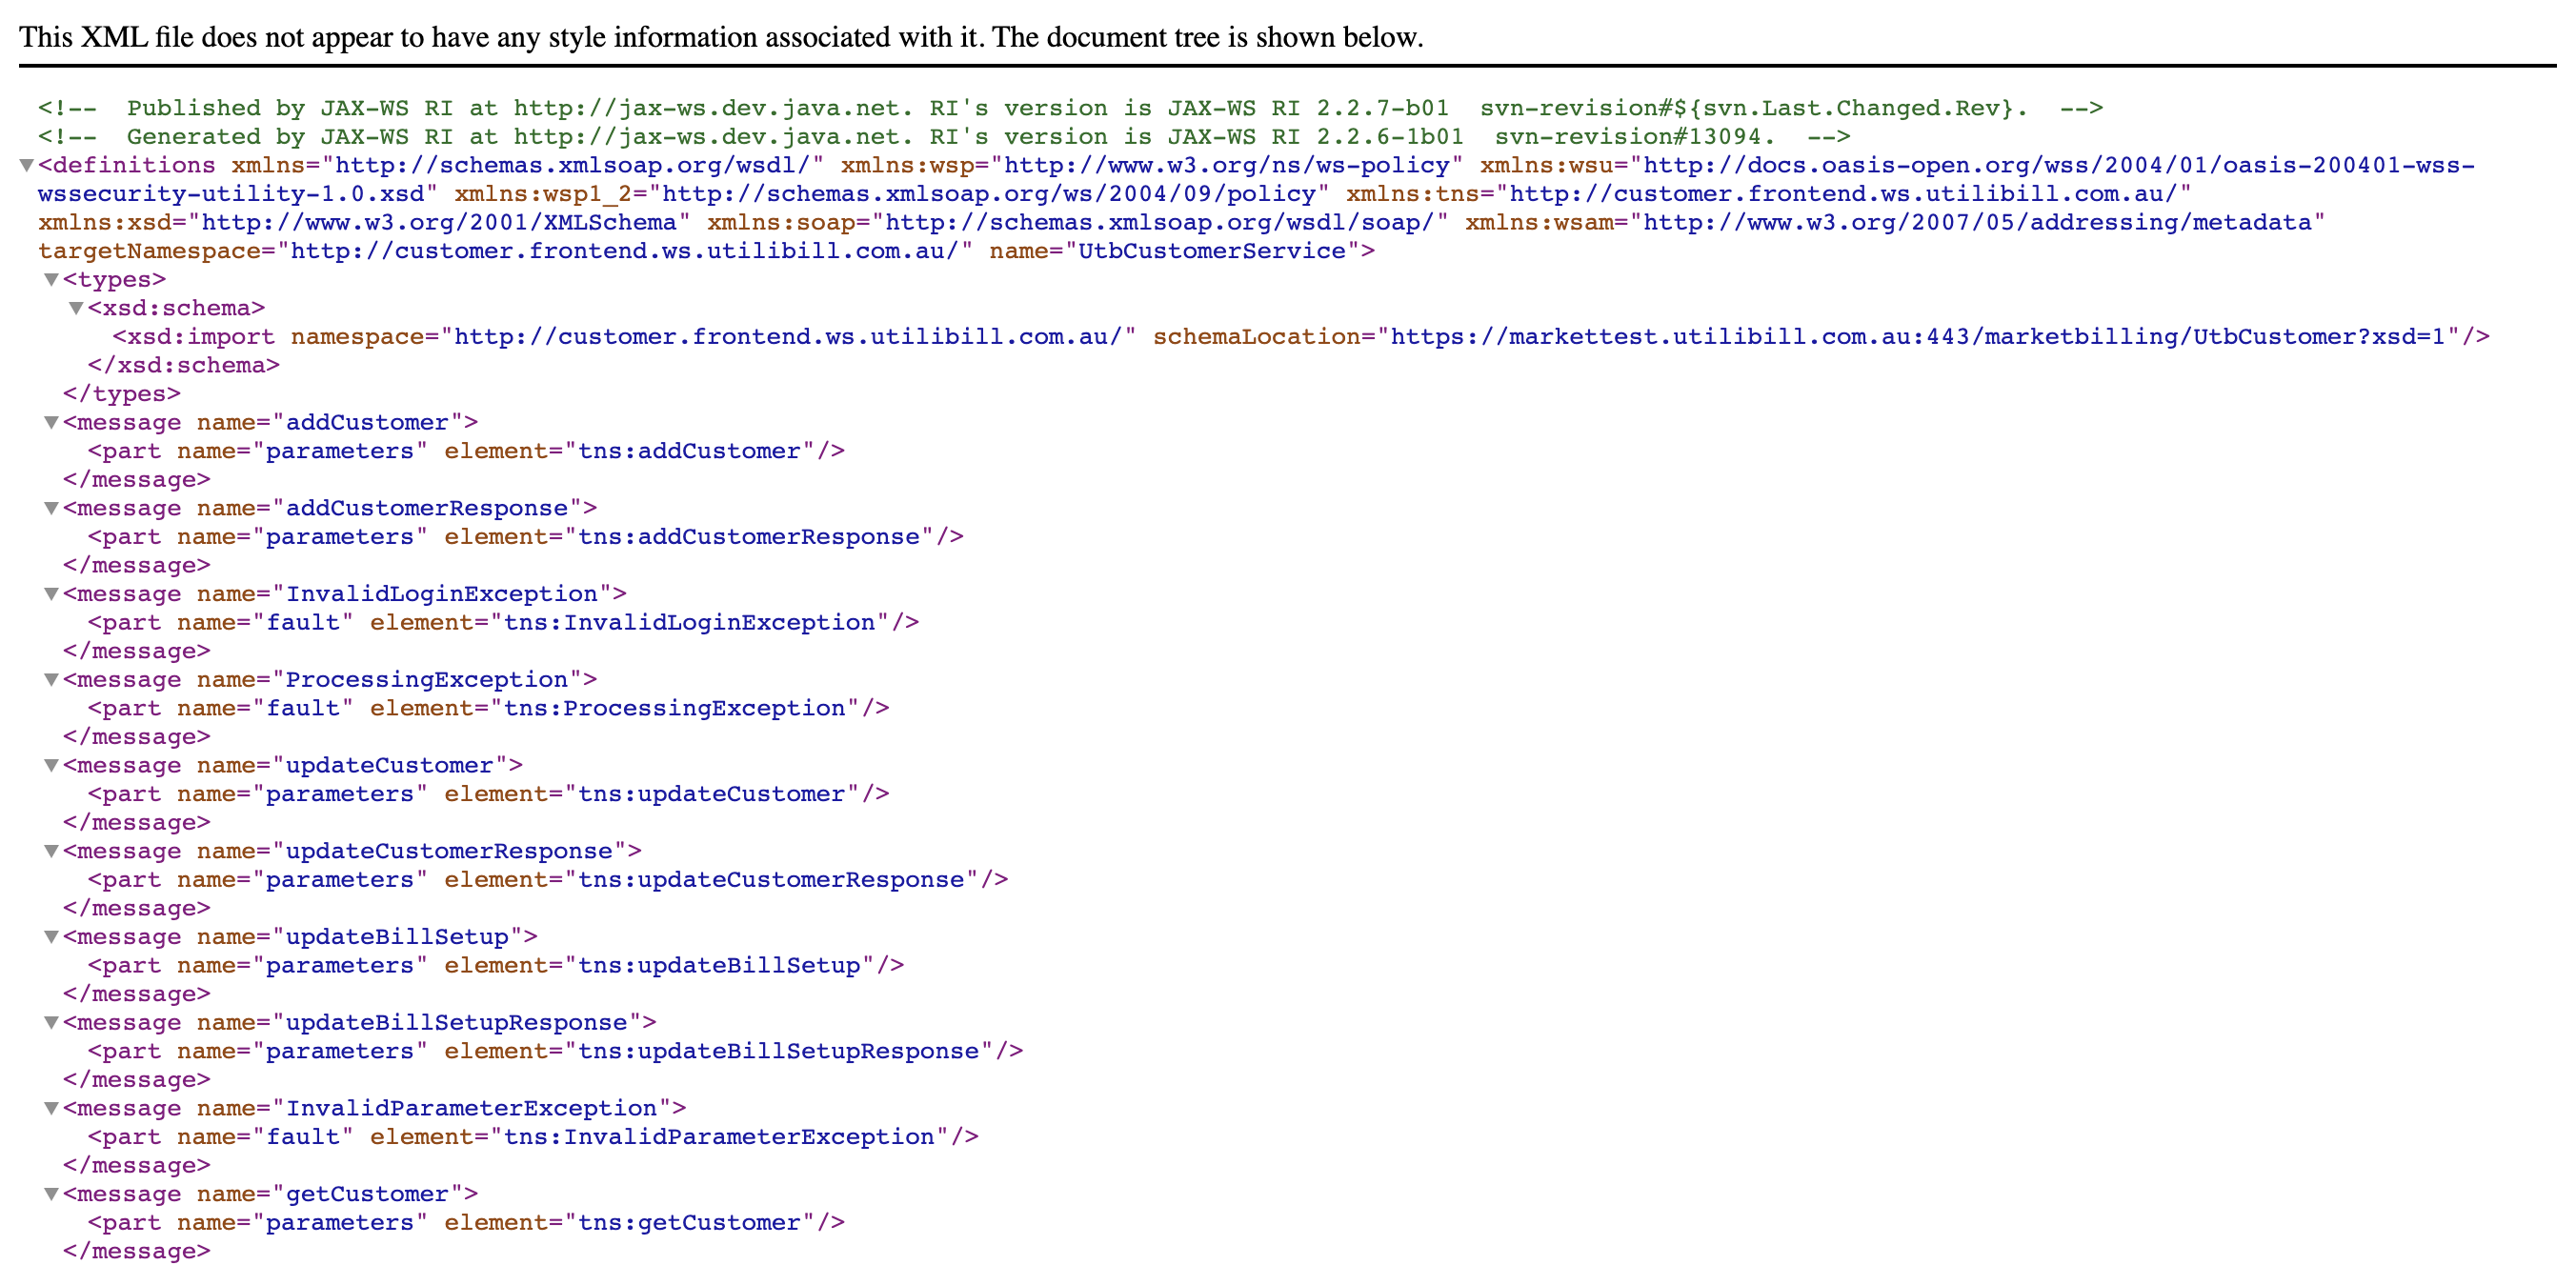 This XML file does not appear to have any style information associated with it. The document tree is shown below.
<!--  Published by JAX-WS RI at http://jax-ws.dev.java.net. RI's version is JAX-WS RI 2.2.7-b01  svn-revision#${svn.Last.Changed.Rev}.  -->
<!--  Generated by JAX-WS RI at http://jax-ws.dev.java.net. RI's version is JAX-WS RI 2.2.6-1b01  svn-revision#13094.  -->
▼<definitions xmlns="http://schemas.xmlsoap.org/wsdl/" xmlns:wsp="http://www.w3.org/ns/ws-policy" xmlns:wsu="http://docs.oasis-open.org/wss/2004/01/oasis-200401-wss-
wssecurity-utility-1.0.xsd" xmlns:wsp1_2="http://schemas.xmlsoap.org/ws/2004/09/policy" xmlns:tns="http://customer.frontend.ws.utilibill.com.au/"
xmlns:xsd="http://www.w3.org/2001/XMLSchema" xmlns:soap="http://schemas.xmlsoap.org/wsdl/soap/" xmlns:wsam="http://www.w3.org/2007/05/addressing/metadata"
targetNamespace="http://customer.frontend.ws.utilibill.com.au/" name="UtbCustomerService">
▼<types>
▼<xsd:schema>
<xsd:import namespace="http://customer.frontend.ws.utilibill.com.au/" schemaLocation="https://markettest.utilibill.com.au:443/marketbilling/UtbCustomer?xsd=1"/>
</xsd:schema>
</types>
▼<message name="addCustomer">
<part name="parameters" element="tns:addCustomer"/>
</message>
▼<message name="addCustomerResponse">
<part name="parameters" element="tns:addCustomerResponse"/>
</message>
▼<message name="InvalidLoginException">
<part name="fault" element="tns:InvalidLoginException"/>
</message>
▼<message name="ProcessingException">
<part name="fault" element="tns:ProcessingException"/>
</message>
▼<message name="updateCustomer">
<part name="parameters" element="tns:updateCustomer"/>
</message>
▼<message name="updateCustomerResponse">
<part name="parameters" element="tns:updateCustomerResponse"/>
</message>
▼<message name="updateBillSetup">
<part name="parameters" element="tns:updateBillSetup"/>
</message>
▼<message name="updateBillSetupResponse">
<part name="parameters" element="tns:updateBillSetupResponse"/>
</message>
▼<message name="InvalidParameterException">
<part name="fault" element="tns:InvalidParameterException"/>
</message>
▼<message name="getCustomer">
<part name="parameters" element="tns:getCustomer"/>
</message>